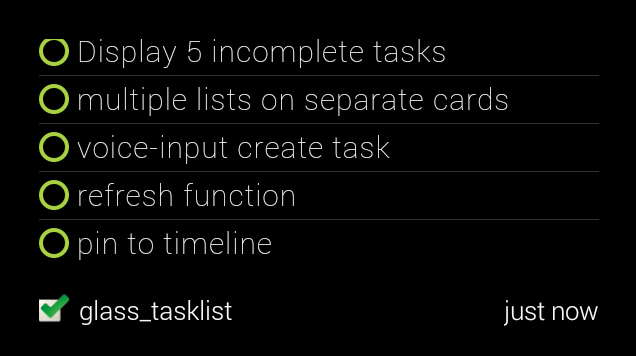 Display 5 incomplete tasks
multiple lists on separate cards
voice-input create task
refresh function
pin to timeline
glass_tasklist just now